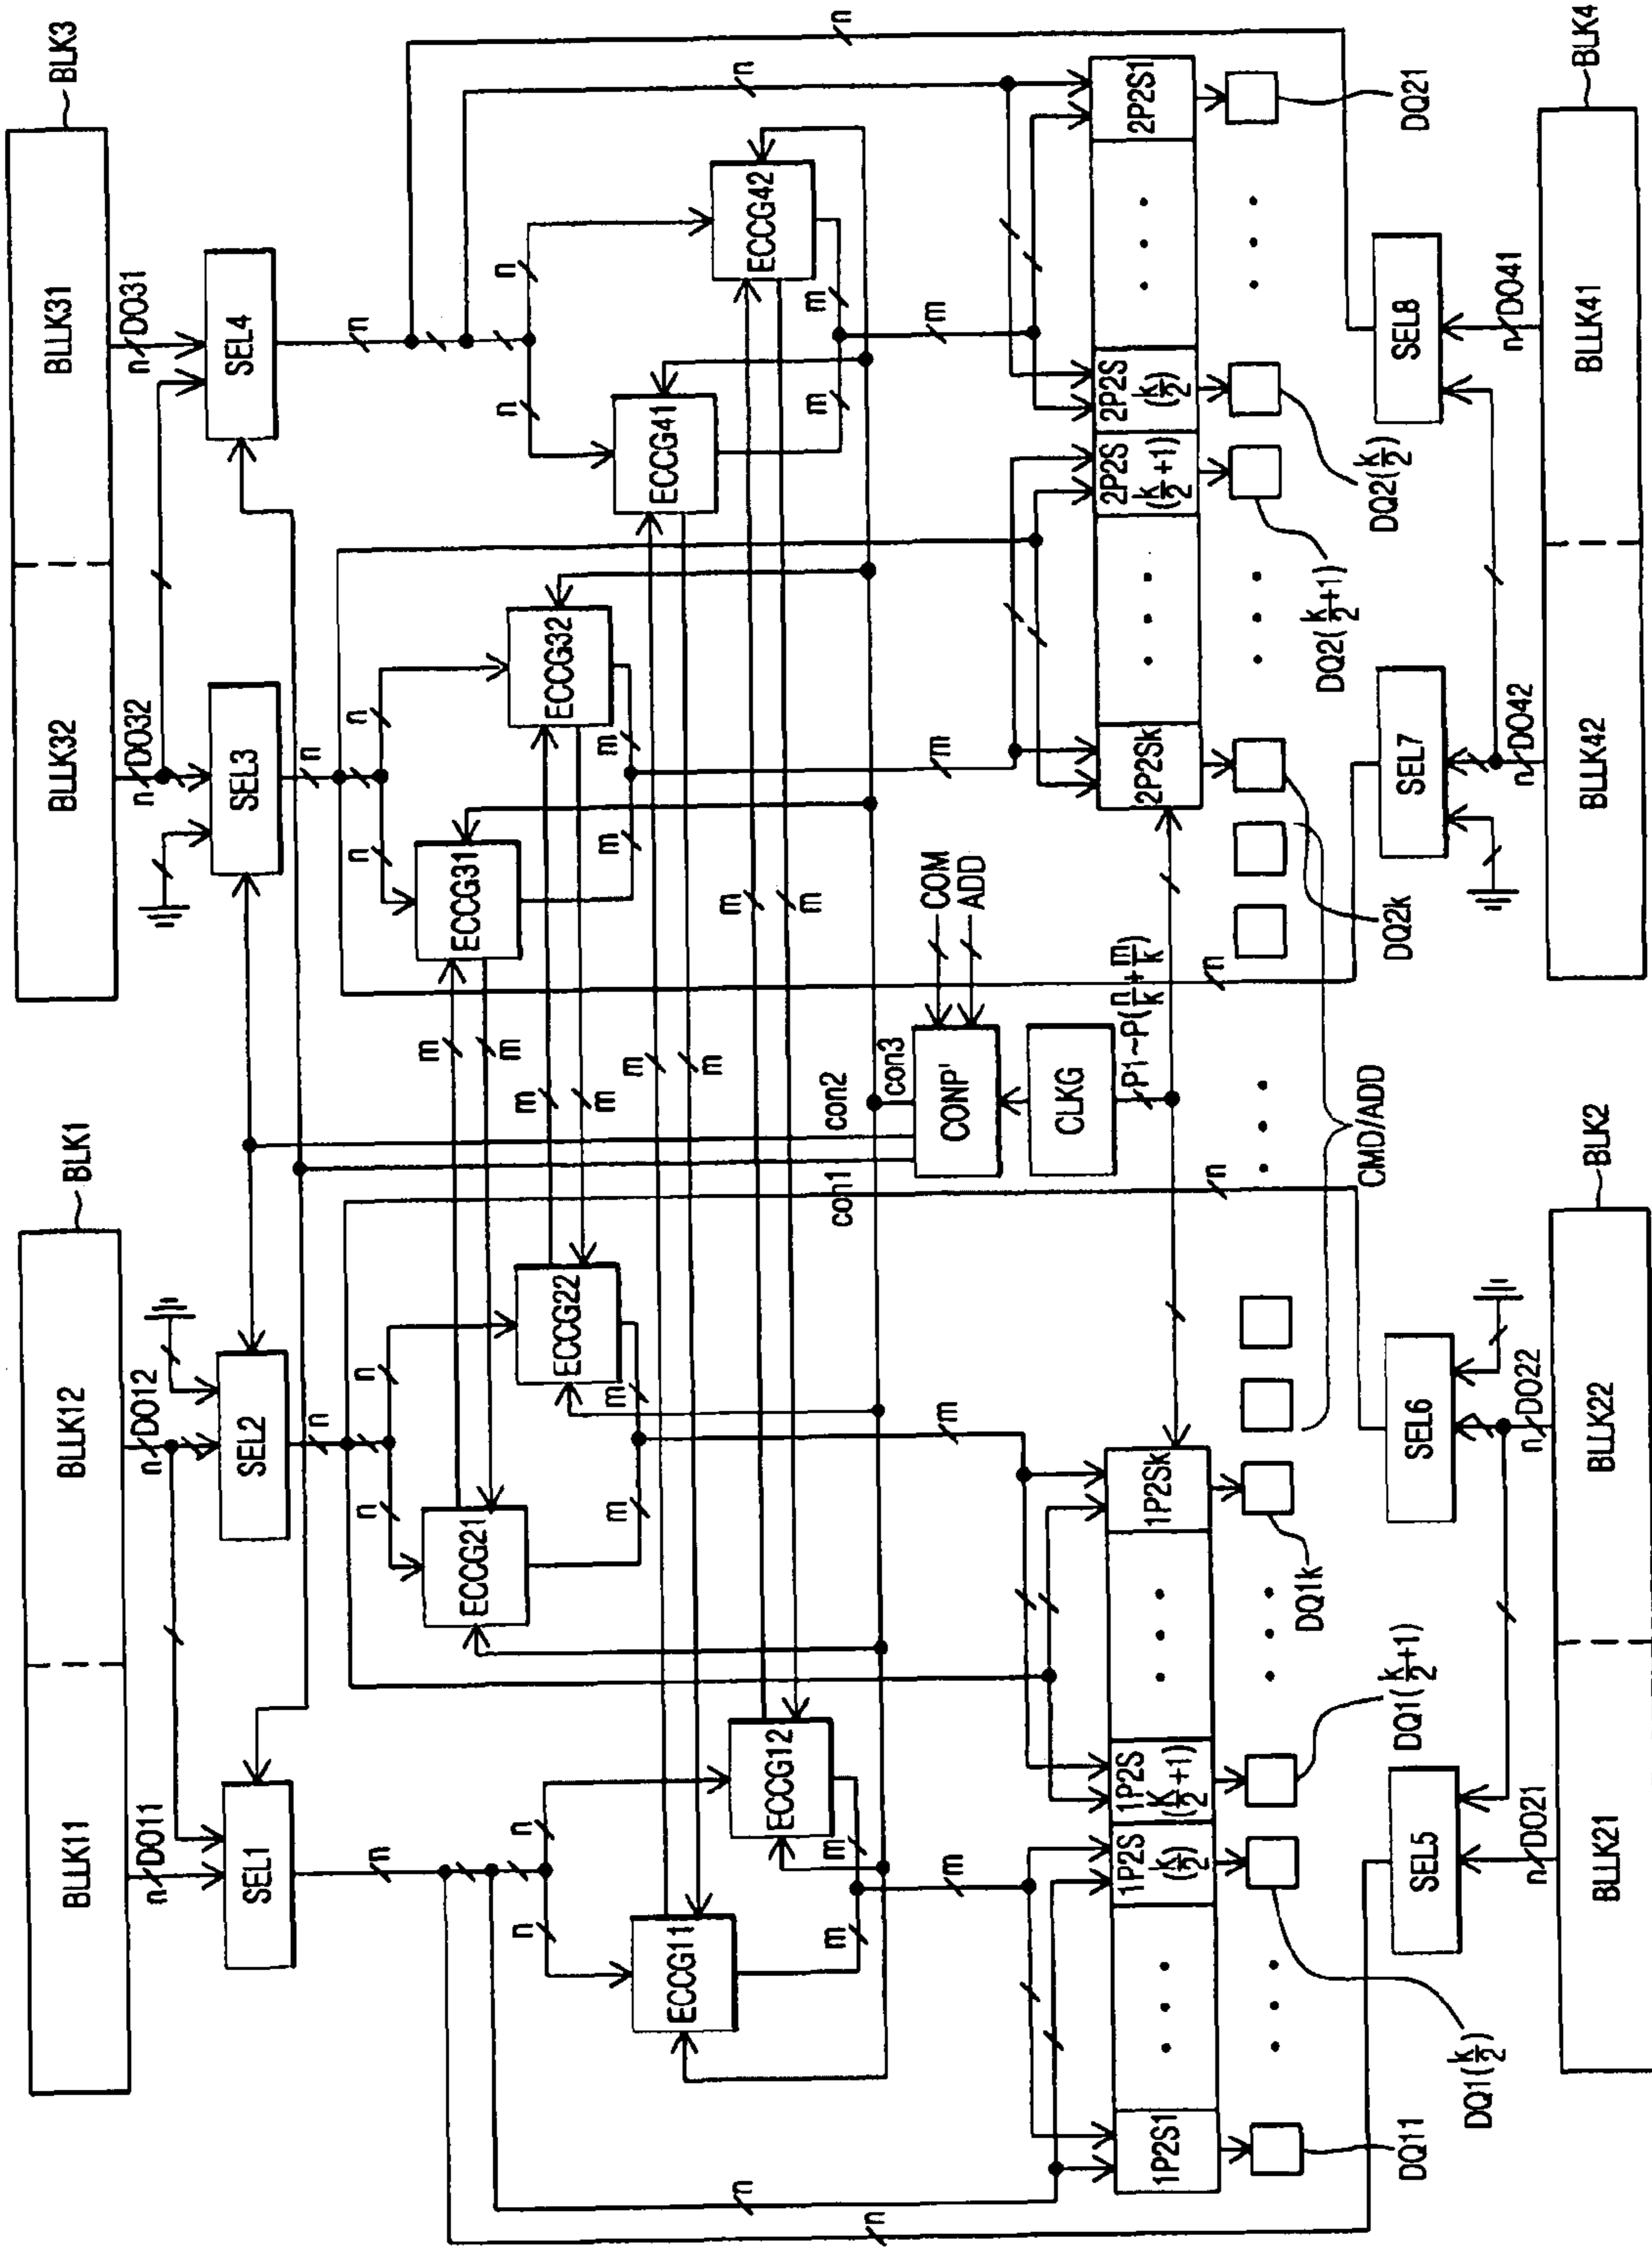 BLK1
BLK3
BLLK11
BLLK12
BLLK32
BLLK31
n
DO11
n
DO12
n
DO32
n
DO31
SEL1
SEL2
SEL3
SEL4
n
n
n
n
n
n
n
n
n
n
n
n
n
n
ECCG21
ECCG31
m
m
ECCG22
ECCG32
m
m
m
m
m
m
ECCG11
ECCG41
m
m
ECCG12
ECCG42
m
m
m
m
m
m
con1
con2
con3
COM
ADD
CONP'
CLKG
m
m
m
m
P1~P(n/k+m/k)
n
n
n
n
1P2S1
1P2S
(k/2)
1P2S
(k/2+1)
1P2Sk
2P2Sk
2P2S
(k/2+1)
2P2S
(k/2)
2P2S1
DQ11
DQ1(k/2)
DQ1(k/2+1)
DQ1k
CMD/ADD
DQ2k
DQ2(k/2+1)
DQ2(k/2)
DQ21
SEL5
SEL6
SEL7
SEL8
n
DO21
n
DO22
n
DO42
n
DO41
BLLK21
BLLK22
BLLK42
BLLK41
BLK2
BLK4